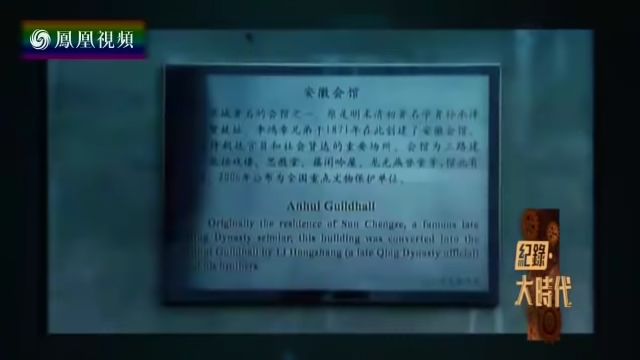 鳳凰視頻
安徽会馆
京城著名的会馆之一，原是明末清初著名学者孙承泽
故址，李鸿章兄弟于1871年在此创建了安徽会馆。
员和社会贤达的重要场所。会馆为三路建
戏楼、思敬堂、藤间吟屋、龙光燕誉堂等，馆北有
。2006年公布为全国重点文物保护单位。
Anhui Guildhall
Originally the residence of Sun Chengze, a famous late
Dynasty scholar, this building was converted into the
Guildhall by LI Hongzhang (a late Qing Dynasty official)
his brothers.
紀錄·
大時代